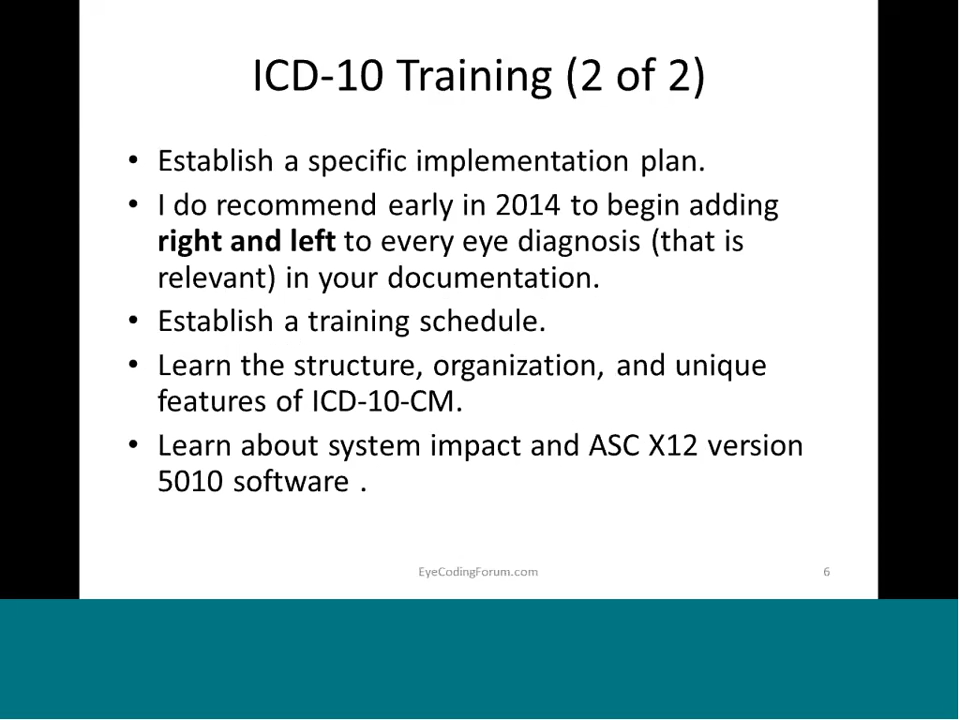 ICD-10 Training (2 of 2)
• Establish a specific implementation plan.
• I do recommend early in 2014 to begin adding
right and left to every eye diagnosis (that is
relevant) in your documentation.
• Establish a training schedule.
• Learn the structure, organization, and unique
features of ICD-10-CM.
• Learn about system impact and ASC X12 version
5010 software .
EyeCodingForum.com
6